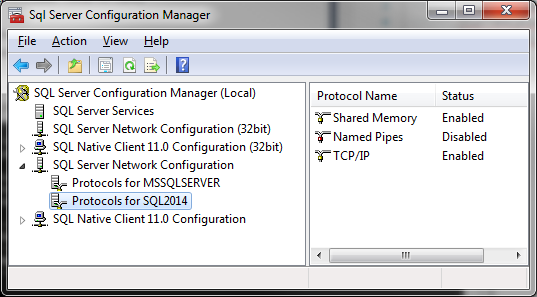 Sql Server Configuration Manager
File Action View Help
SQL Server Configuration Manager (Local)
SQL Server Services
SQL Server Network Configuration (32bit)
SQL Native Client 11.0 Configuration (32bit)
SQL Server Network Configuration
Protocols for MSSQLSERVER
Protocols for SQL2014
SQL Native Client 11.0 Configuration
Protocol Name Status
Shared Memory Enabled
Named Pipes Disabled
TCP/IP Enabled